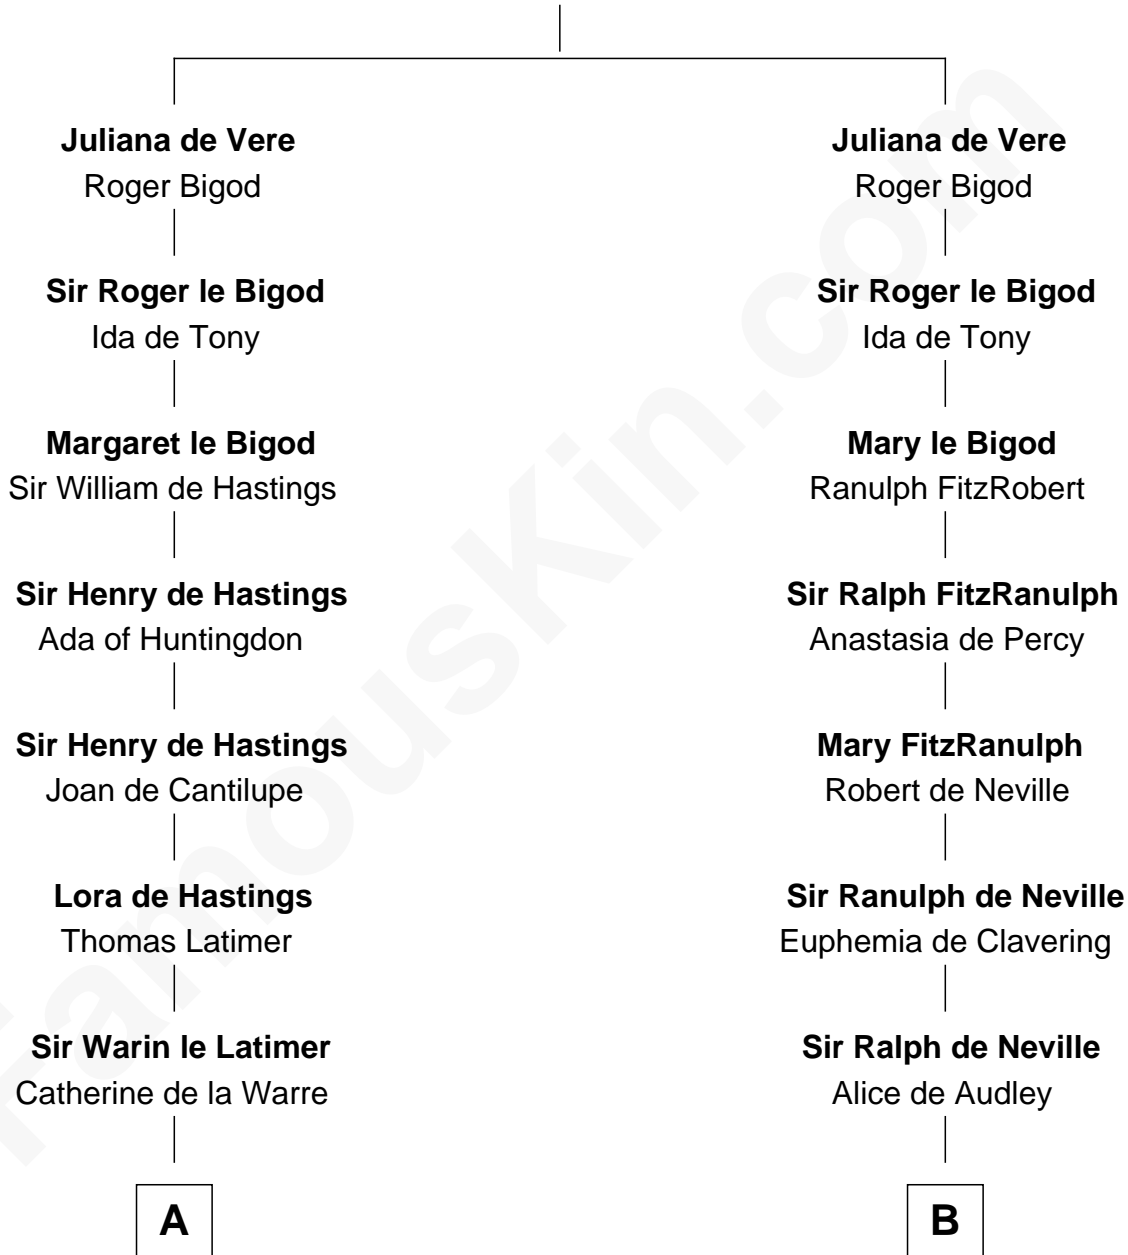 Juliana de Vere
Roger Bigod
Sir Roger le Bigod
Ida de Tony
Margaret le Bigod
Sir William de Hastings
Sir Henry de Hastings
Ada of Huntingdon
Sir Henry de Hastings
Joan de Cantilupe
Lora de Hastings
Thomas Latimer
Sir Warin le Latimer
Catherine de la Warre
A
Juliana de Vere
Roger Bigod
Sir Roger le Bigod
Ida de Tony
Mary le Bigod
Ranulph FitzRobert
Sir Ralph FitzRanulph
Anastasia de Percy
Mary FitzRanulph
Robert de Neville
Sir Ranulph de Neville
Euphemia de Clavering
Sir Ralph de Neville
Alice de Audley
B
FamousKin.com